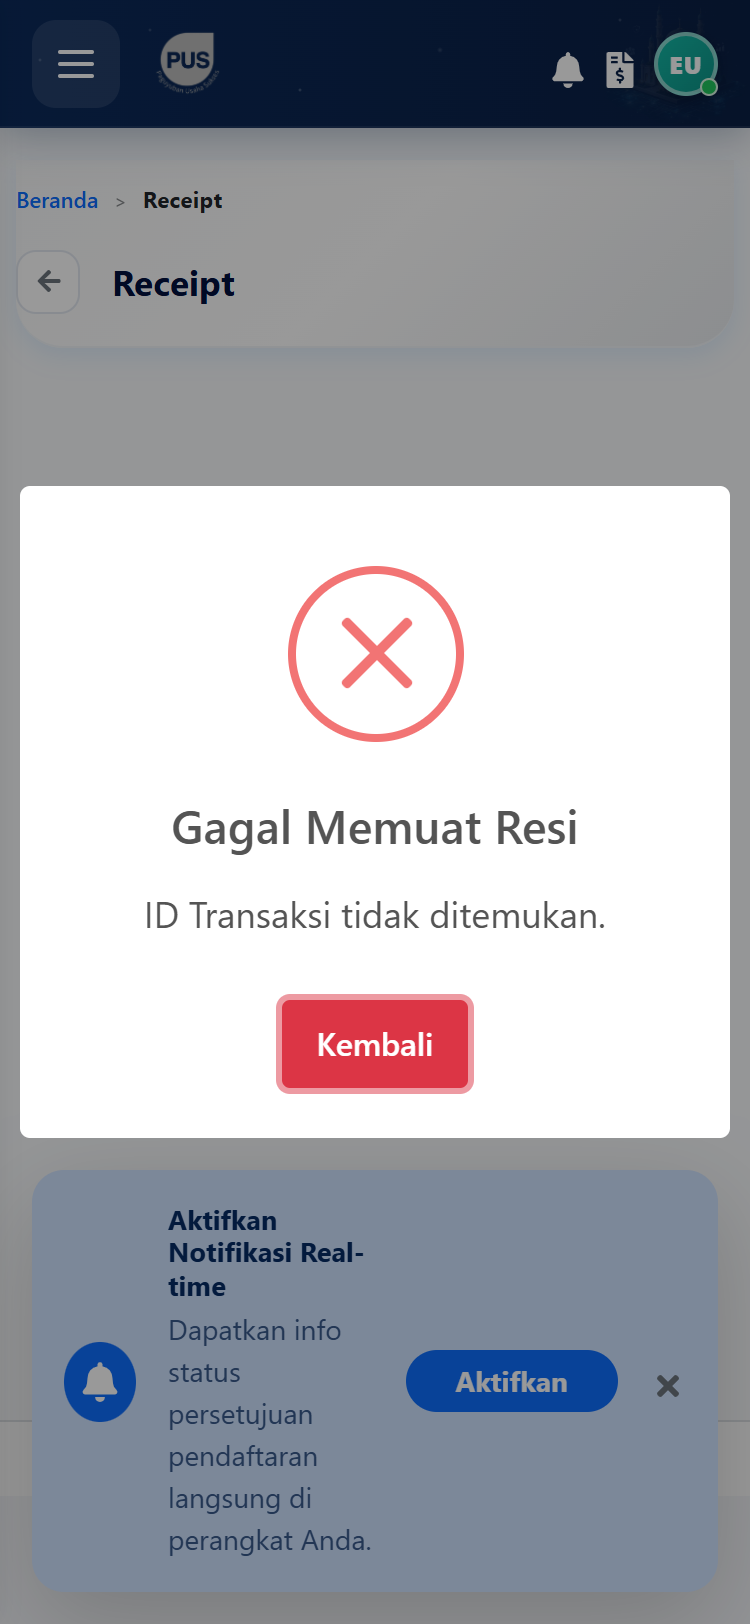 PUS
EU
Beranda > Receipt
Receipt
Gagal Memuat Resi
ID Transaksi tidak ditemukan.
Kembali
Aktifkan
Notifikasi Real-
time
Dapatkan info
status
persetujuan
pendaftaran
langsung di
perangkat Anda.
Aktifkan